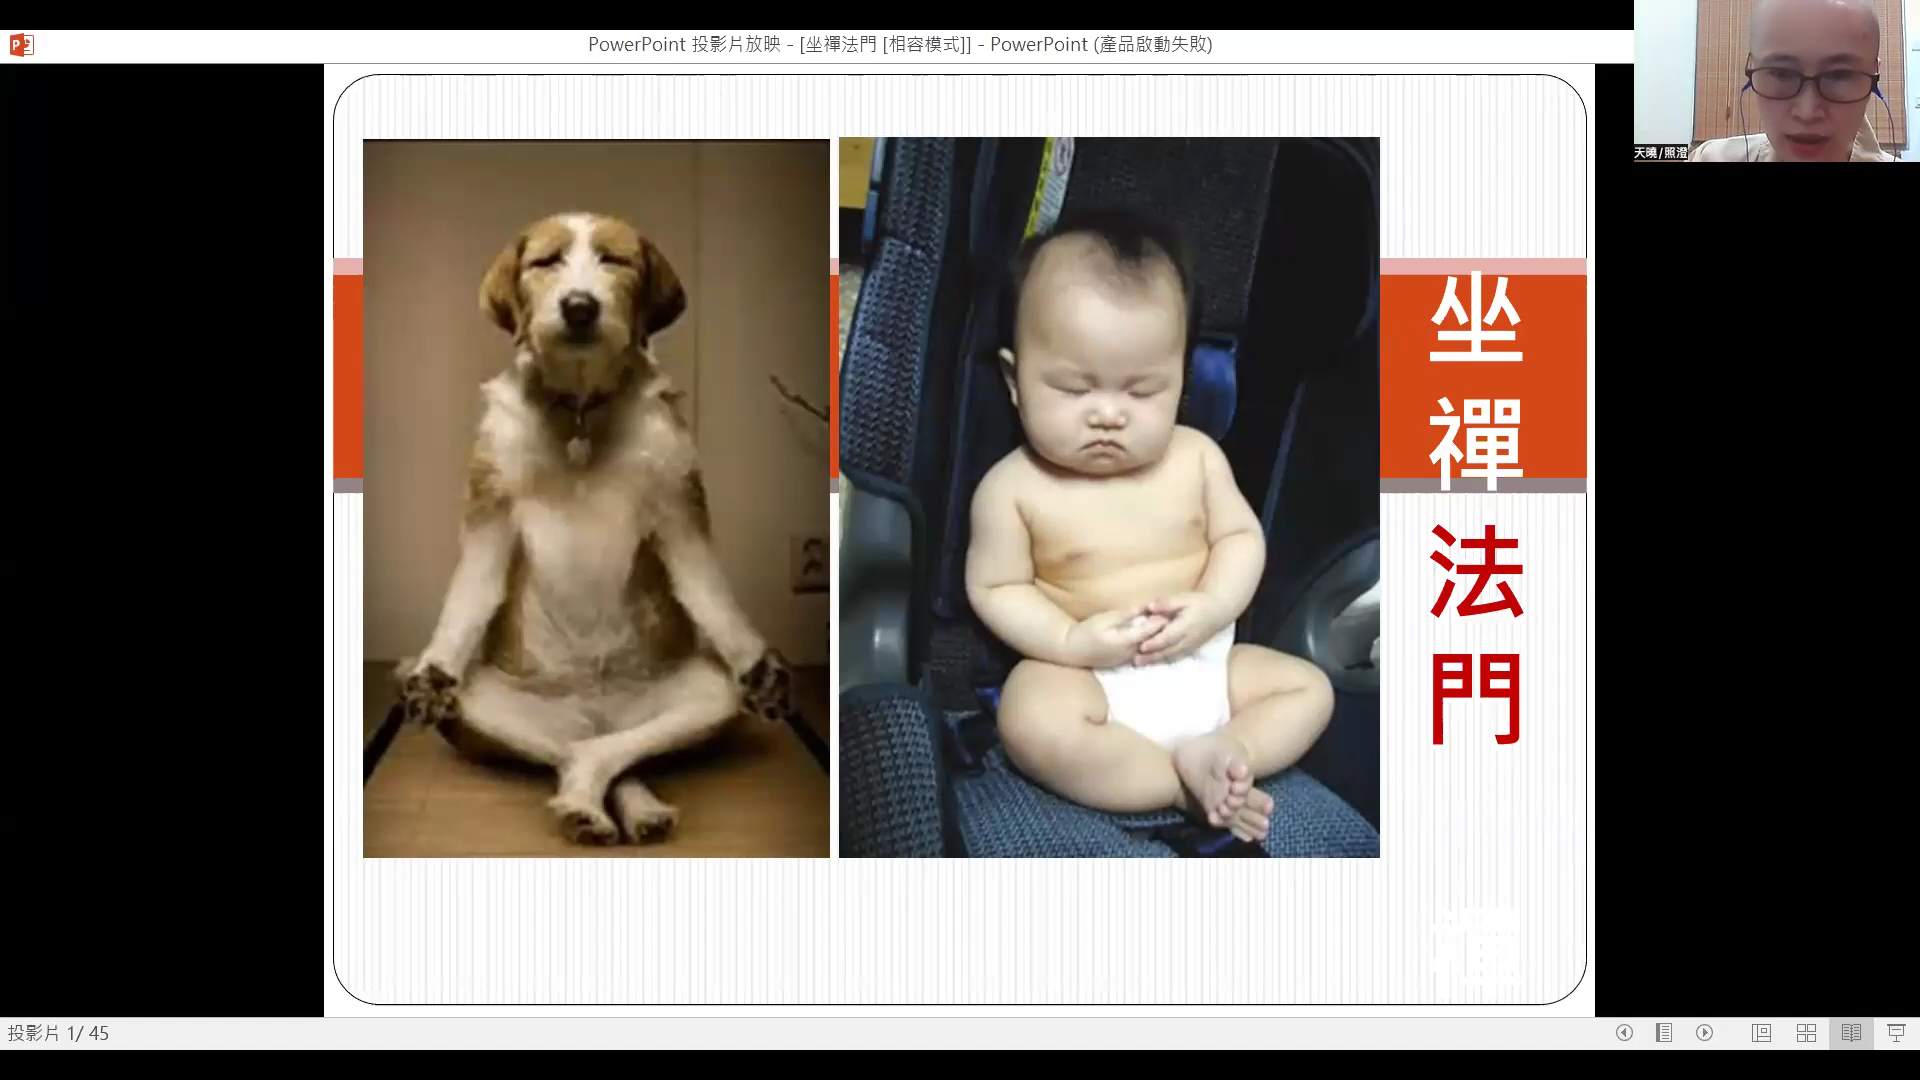 PowerPoint 投影片放映 - [坐禪法門 [相容模式]] - PowerPoint (產品啟動失敗)
天曉/照澄
坐禪法門
投影片 1/ 45